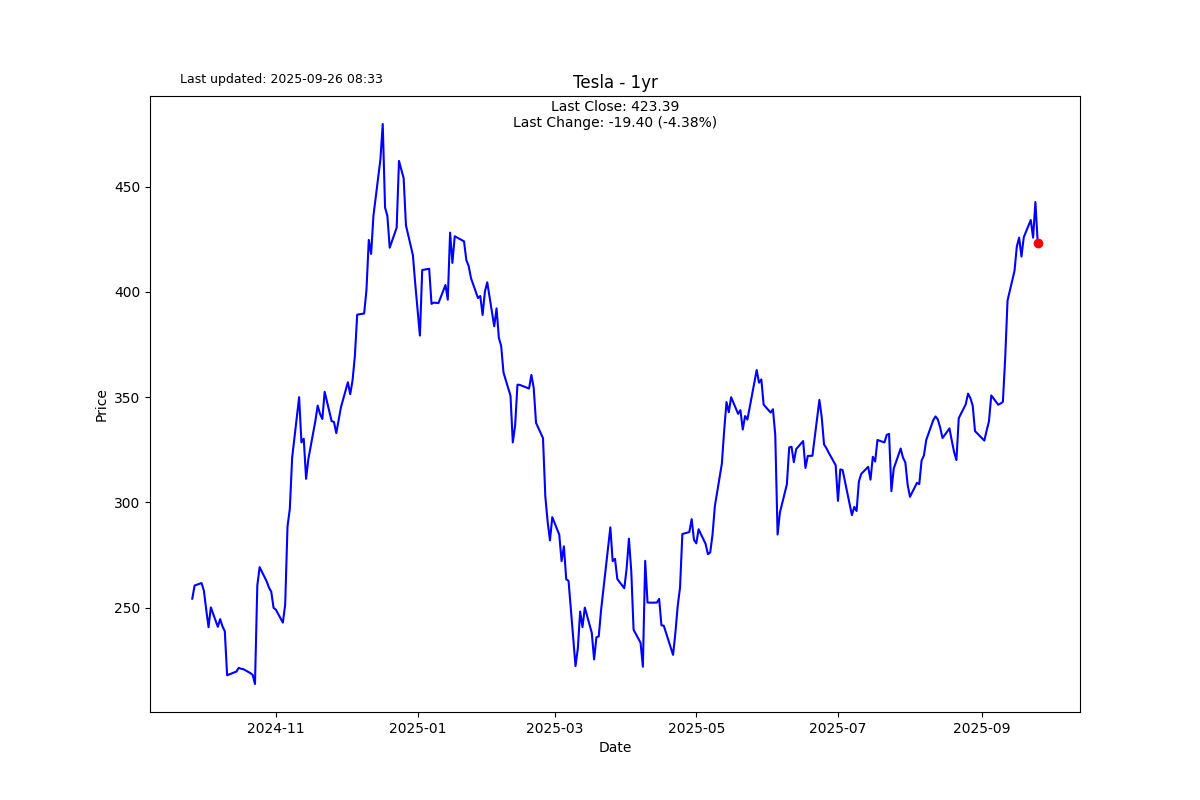 Last updated: 2025-09-26 08:33
Tesla - 1yr
Last Close: 423.39
Last Change: -19.40 (-4.38%)
450
400
350
300
250
Price
2024-11
2025-01
2025-03
2025-05
2025-07
2025-09
Date